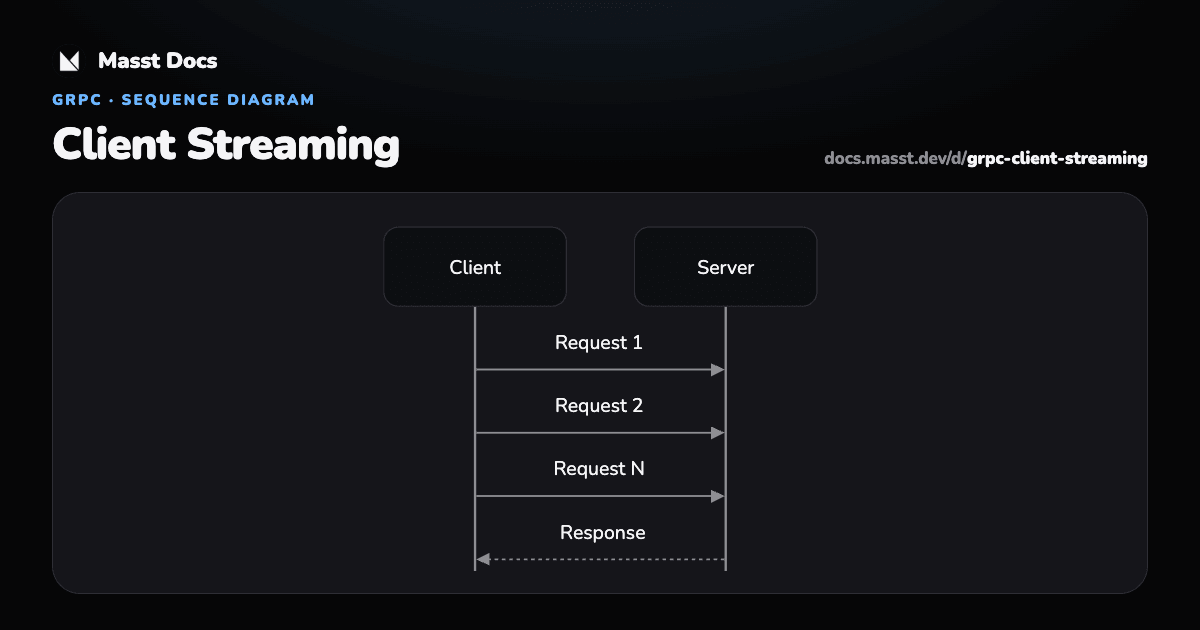 Masst Docs
GRPC · SEQUENCE DIAGRAM
Client Streaming
docs.masst.dev/d/grpc-client-streaming
Client
Server
Request 1
Request 2
Request N
Response